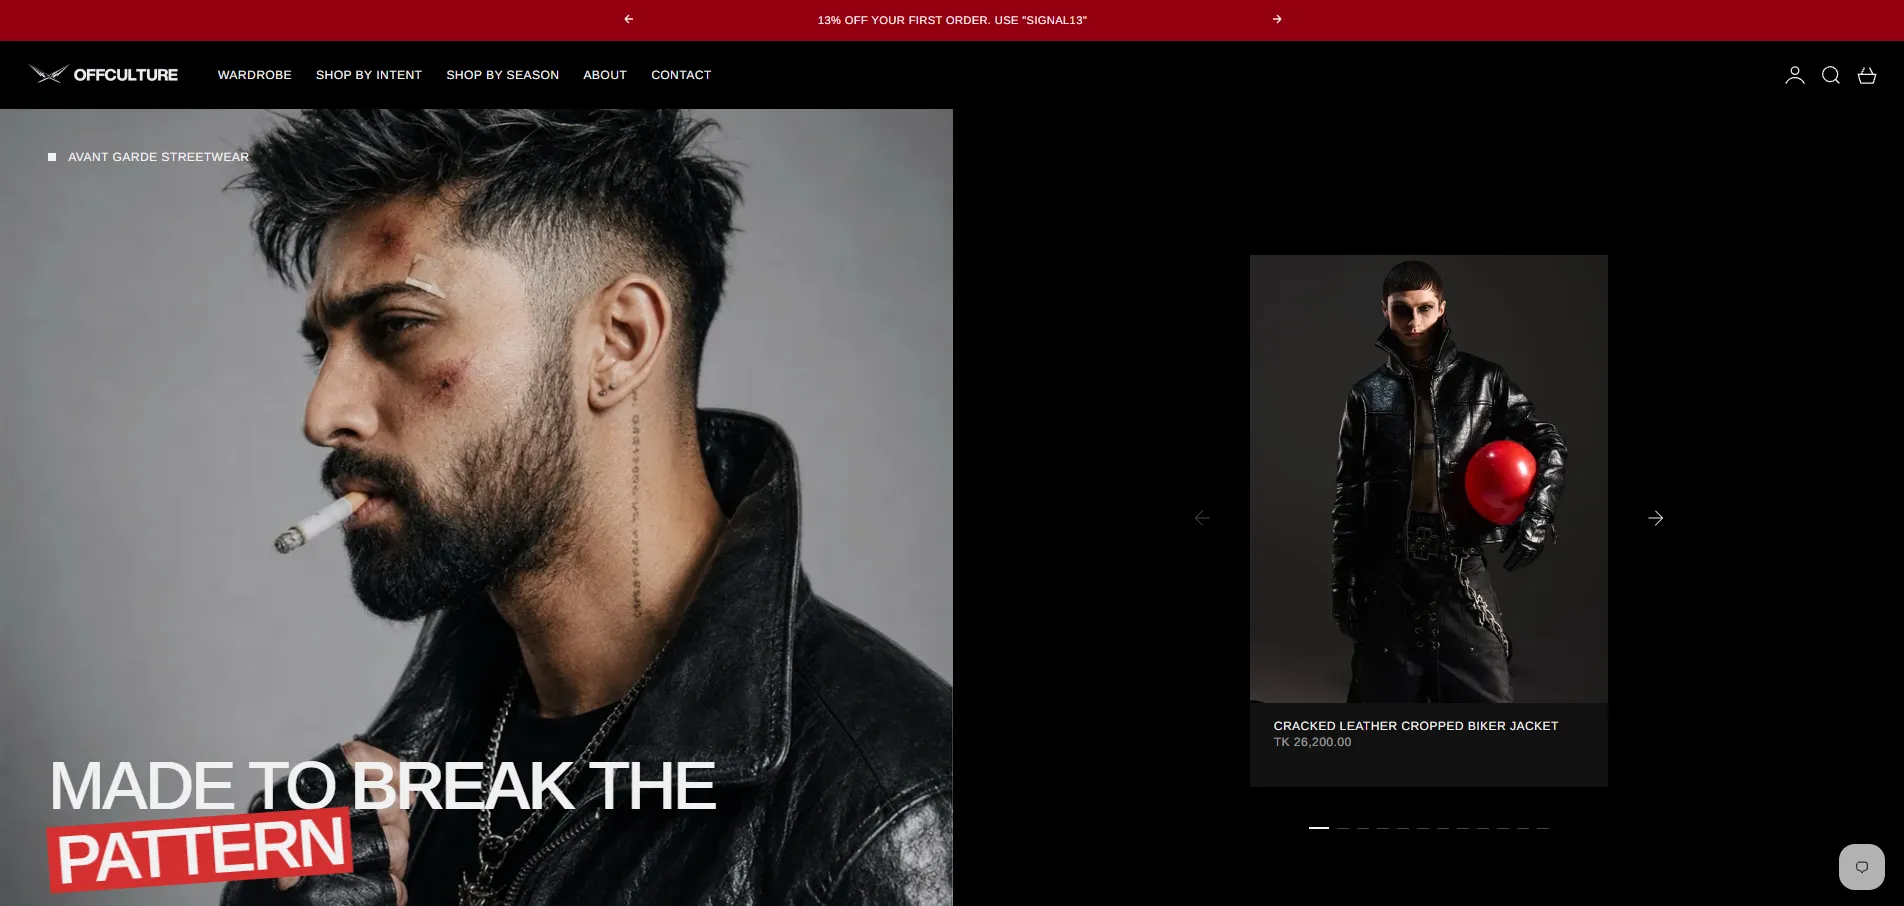 13% OFF YOUR FIRST ORDER. USE "SIGNAL13"
OFFCULTURE
WARDROBE
SHOP BY INTENT
SHOP BY SEASON
ABOUT
CONTACT
AVANT GARDE STREETWEAR
MADE TO BREAK THE
PATTERN
CRACKED LEATHER CROPPED BIKER JACKET
TK 26,200.00